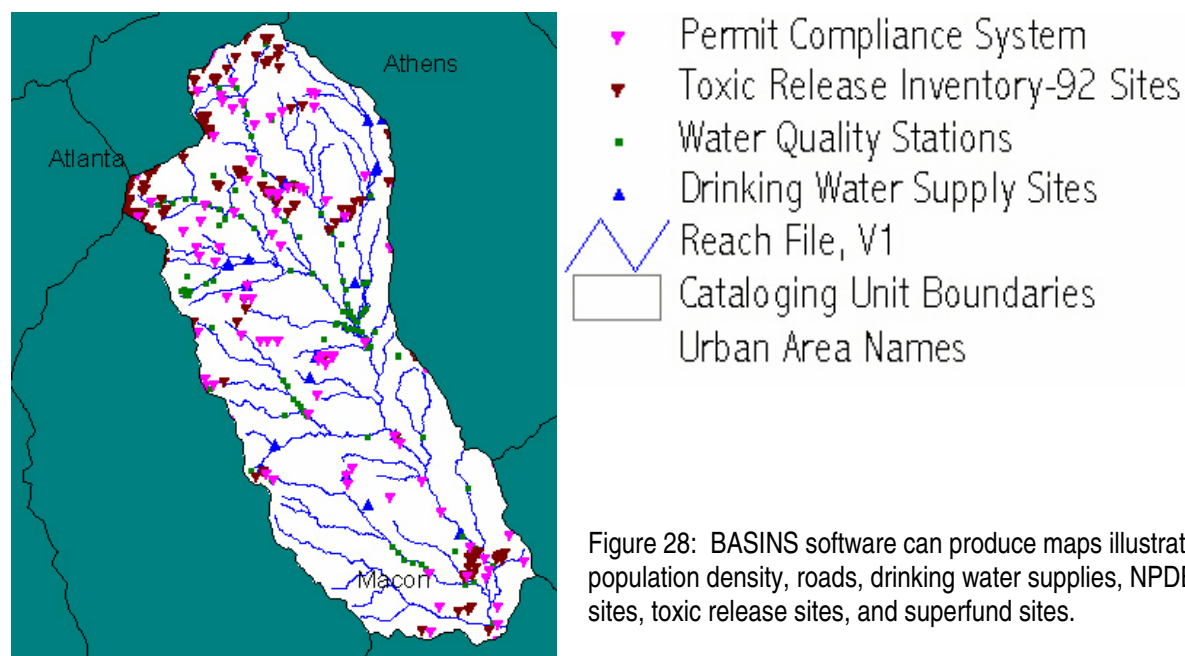 Athens
Atlanta
Macon
Permit Compliance System
Toxic Release Inventory-92 Sites
Water Quality Stations
Drinking Water Supply Sites
Reach File, V1
Cataloging Unit Boundaries
Urban Area Names
Figure 28: BASINS software can produce maps illustrat
population density, roads, drinking water supplies, NPDE
sites, toxic release sites, and superfund sites.